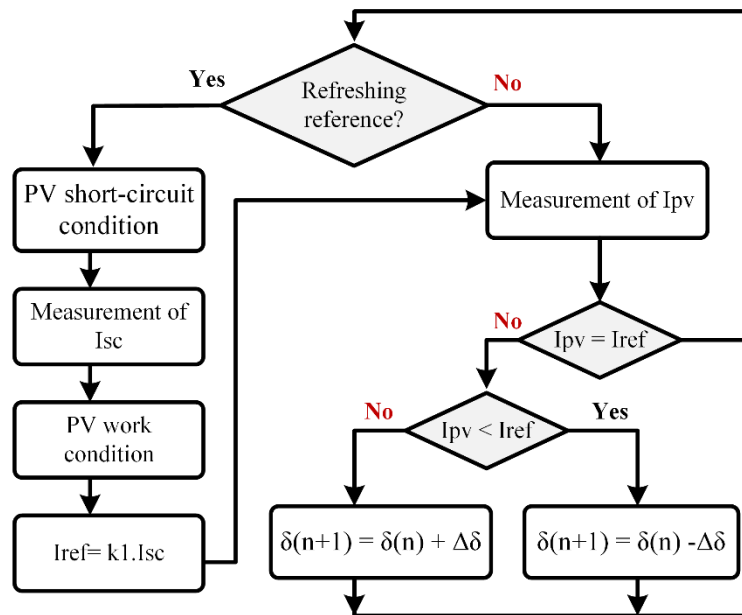 Yes
Refreshing
reference?
No
PV short-circuit
condition
Measurement of
Isc
PV work
condition
Iref= k1.Isc
Measurement of Ipv
Ipv = Iref
No
Ipv < Iref
No
Yes
δ(n+1) = δ(n) + Δδ
δ(n+1) = δ(n) -Δδ